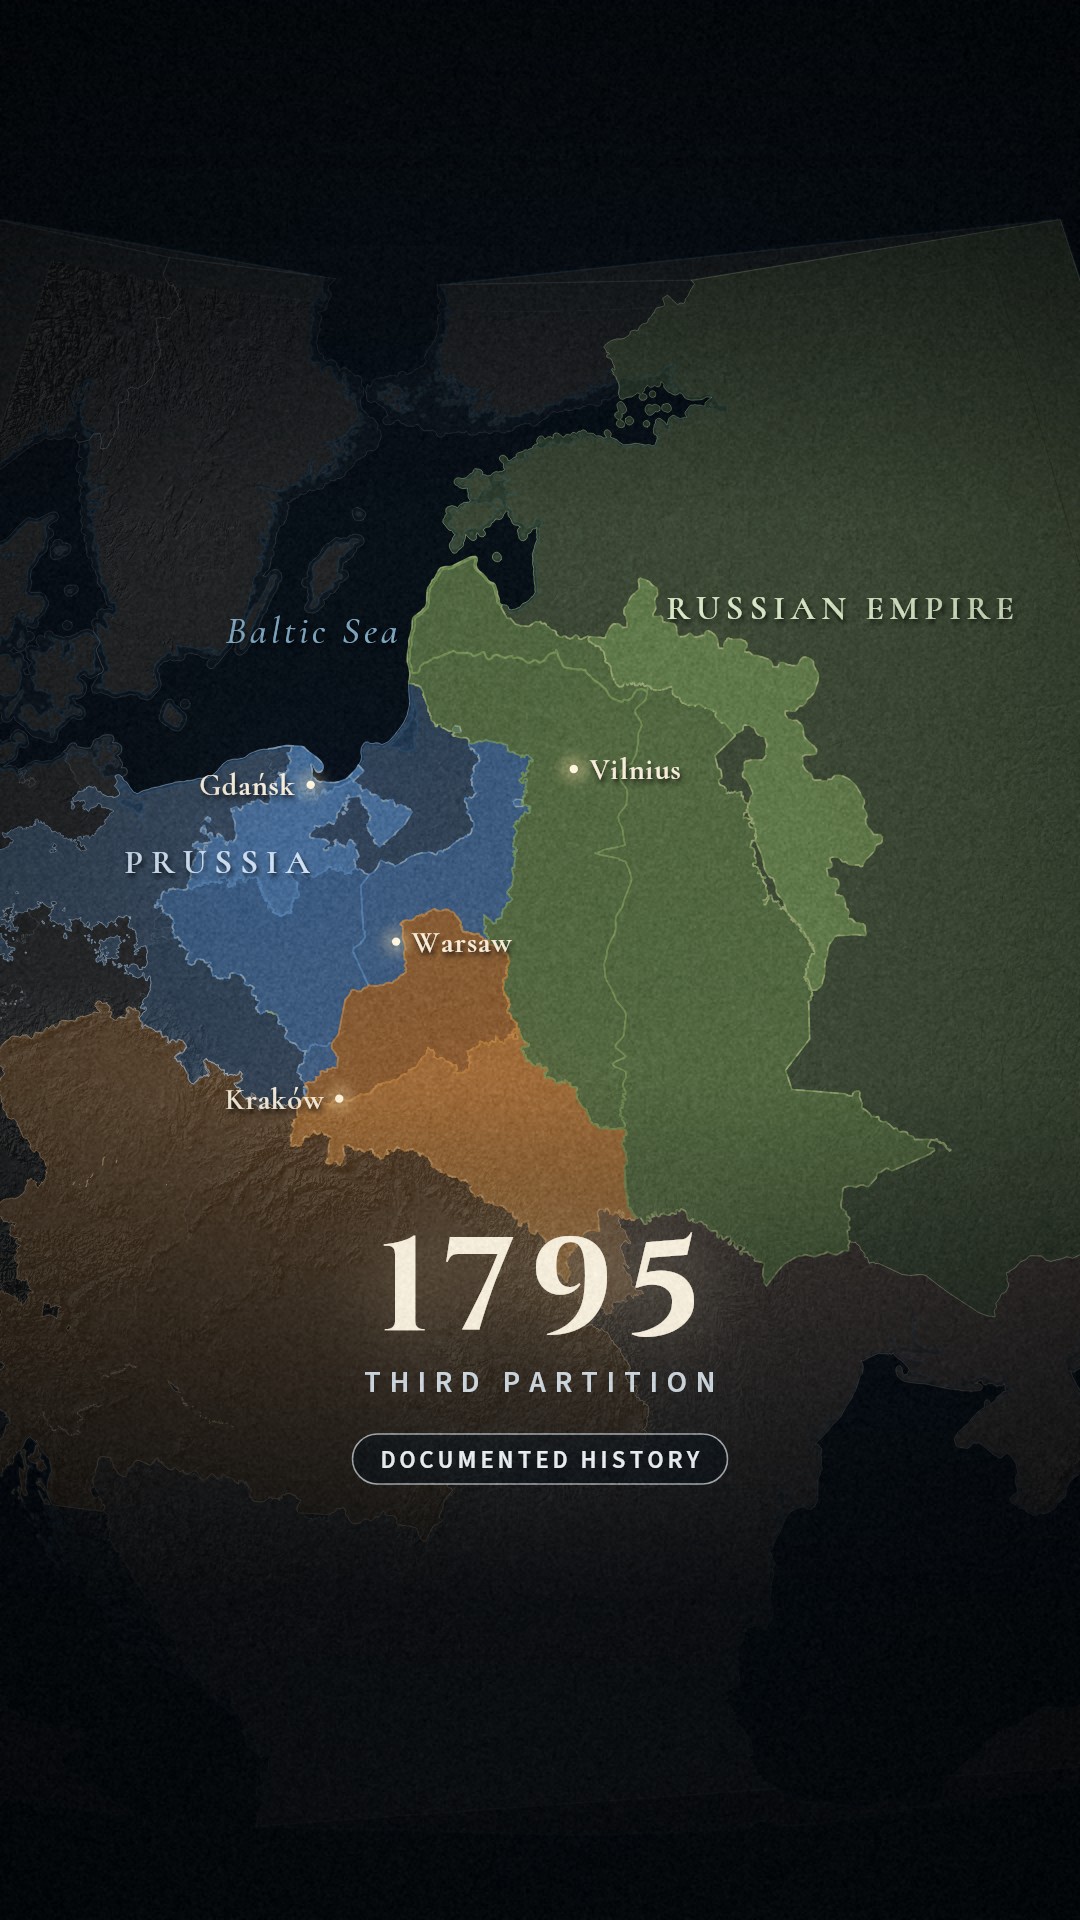 RUSSIAN EMPIRE
Baltic Sea
Vilnius
Gdańsk
PRUSSIA
Warsaw
Kraków
1795
THIRD PARTITION
DOCUMENTED HISTORY